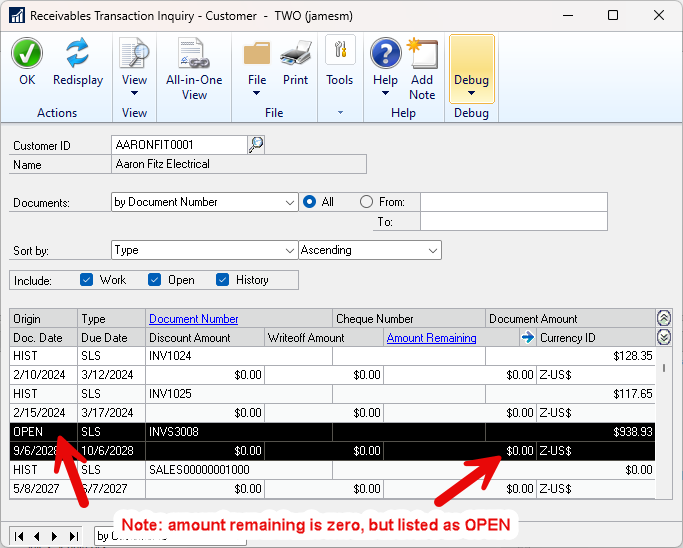 Receivables Transaction Inquiry - Customer - TWO (jamesm)
OK Redisplay View All-in-One View File Print Tools Help Add Note Debug
Actions View File Help Debug
Customer ID AARONFIT0001
Name Aaron Fitz Electrical
Documents: by Document Number All From:
To:
Sort by: Type Ascending
Include: Work Open History
Origin Type Document Number Cheque Number Document Amount
Doc. Date Due Date Discount Amount Writeoff Amount Amount Remaining Currency ID
HIST SLS INV1024 $128.35
2/10/2024 3/12/2024 $0.00 $0.00 $0.00 Z-US$
HIST SLS INV1025 $117.65
2/15/2024 3/17/2024 $0.00 $0.00 $0.00 Z-US$
OPEN SLS INVS3008 $938.93
10/6/2028 $0.00 $0.00 $0.00 Z-US$
HIST SLS SALES00000001000 $0.00
5/8/2027 $0.00 $0.00 $0.00 Z-US$
Note: amount remaining is zero, but listed as OPEN
by